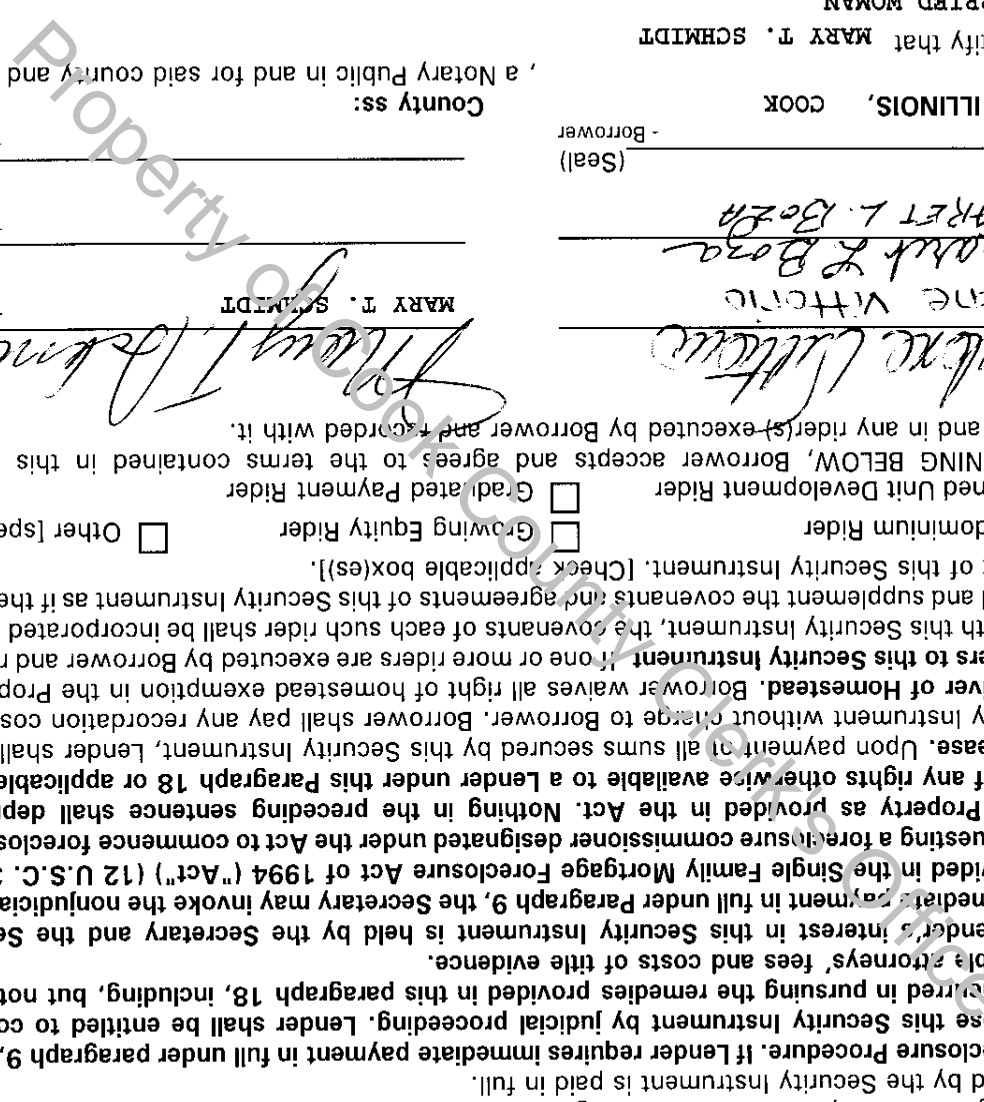 d by the Security Instrument is paid in full.
closure Procedure. If Lender requires immediate payment in full under paragraph 9,
se this Security Instrument by judicial proceeding. Lender shall be entitled to co
curred in pursuing the remedies provided in this paragraph 18, including, but not
ble attorneys' fees and costs of title evidence.
ender's interest in this Security Instrument is held by the Secretary and the Se
mediate payment in full under Paragraph 9, the Secretary may invoke the nonjudicia
vided in the Single Family Mortgage Foreclosure Act of 1994 ("Act") (12 U.S.C.
questing a foreclosure commissioner designated under the Act to commence foreclos
Property as provided in the Act. Nothing in the preceding sentence shall dep
f any rights otherwise available to a Lender under this Paragraph 18 or applicable
ease. Upon payment of all sums secured by this Security Instrument, Lender shall
y Instrument without charge to Borrower. Borrower shall pay any recordation cos
iver of Homestead. Borrower waives all right of homestead exemption in the Prop
ers to this Security Instrument. If one or more riders are executed by Borrower and r
th this Security Instrument, the covenants of each such rider shall be incorporated
d and supplement the covenants and agreements of this Security Instrument as if the
t of this Security Instrument. [Check applicable box(es)].
dominium Rider Growing Equity Rider Other [spe
ned Unit Development Rider Graduated Payment Rider
NING BELOW, Borrower accepts and agrees to the terms contained in this
and in any rider(s) executed by Borrower and recorded with it.
Mary T.
ne Vittorio MARY T. SCHMIDT
garet L Boza
ARET L. BOZA
(Seal)
- Borrower
ILLINOIS, COOK County ss:
, a Notary Public in and for said county and
ify that MARY T. SCHMIDT
WOMAN
Property of Cook County Clerk's Office